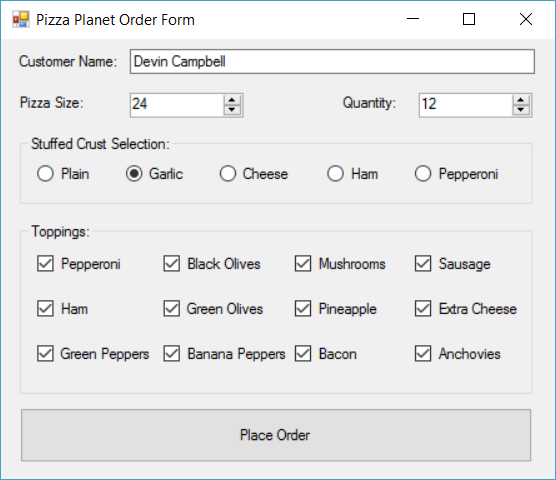 Pizza Planet Order Form
Customer Name: Devin Campbell
Pizza Size: 24 Quantity: 12
Stuffed Crust Selection:
Plain Garlic Cheese Ham Pepperoni
Toppings:
Pepperoni Black Olives Mushrooms Sausage
Ham Green Olives Pineapple Extra Cheese
Green Peppers Banana Peppers Bacon Anchovies
Place Order